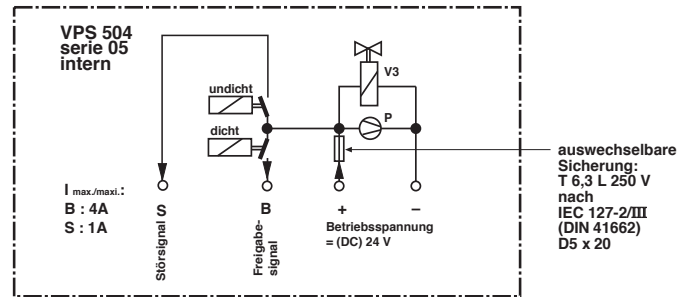 VPS 504
serie 05
intern
V3
undicht
P
dicht
auswechselbare
Sicherung:
T 6,3 L 250 V
nach
IEC 127-2/III
(DIN 41662)
D5 x 20
I max./maxi.:
B : 4A
S : 1A
S
Störsignal
B
Freigabe-
signal
+
–
Betriebsspannung
= (DC) 24 V